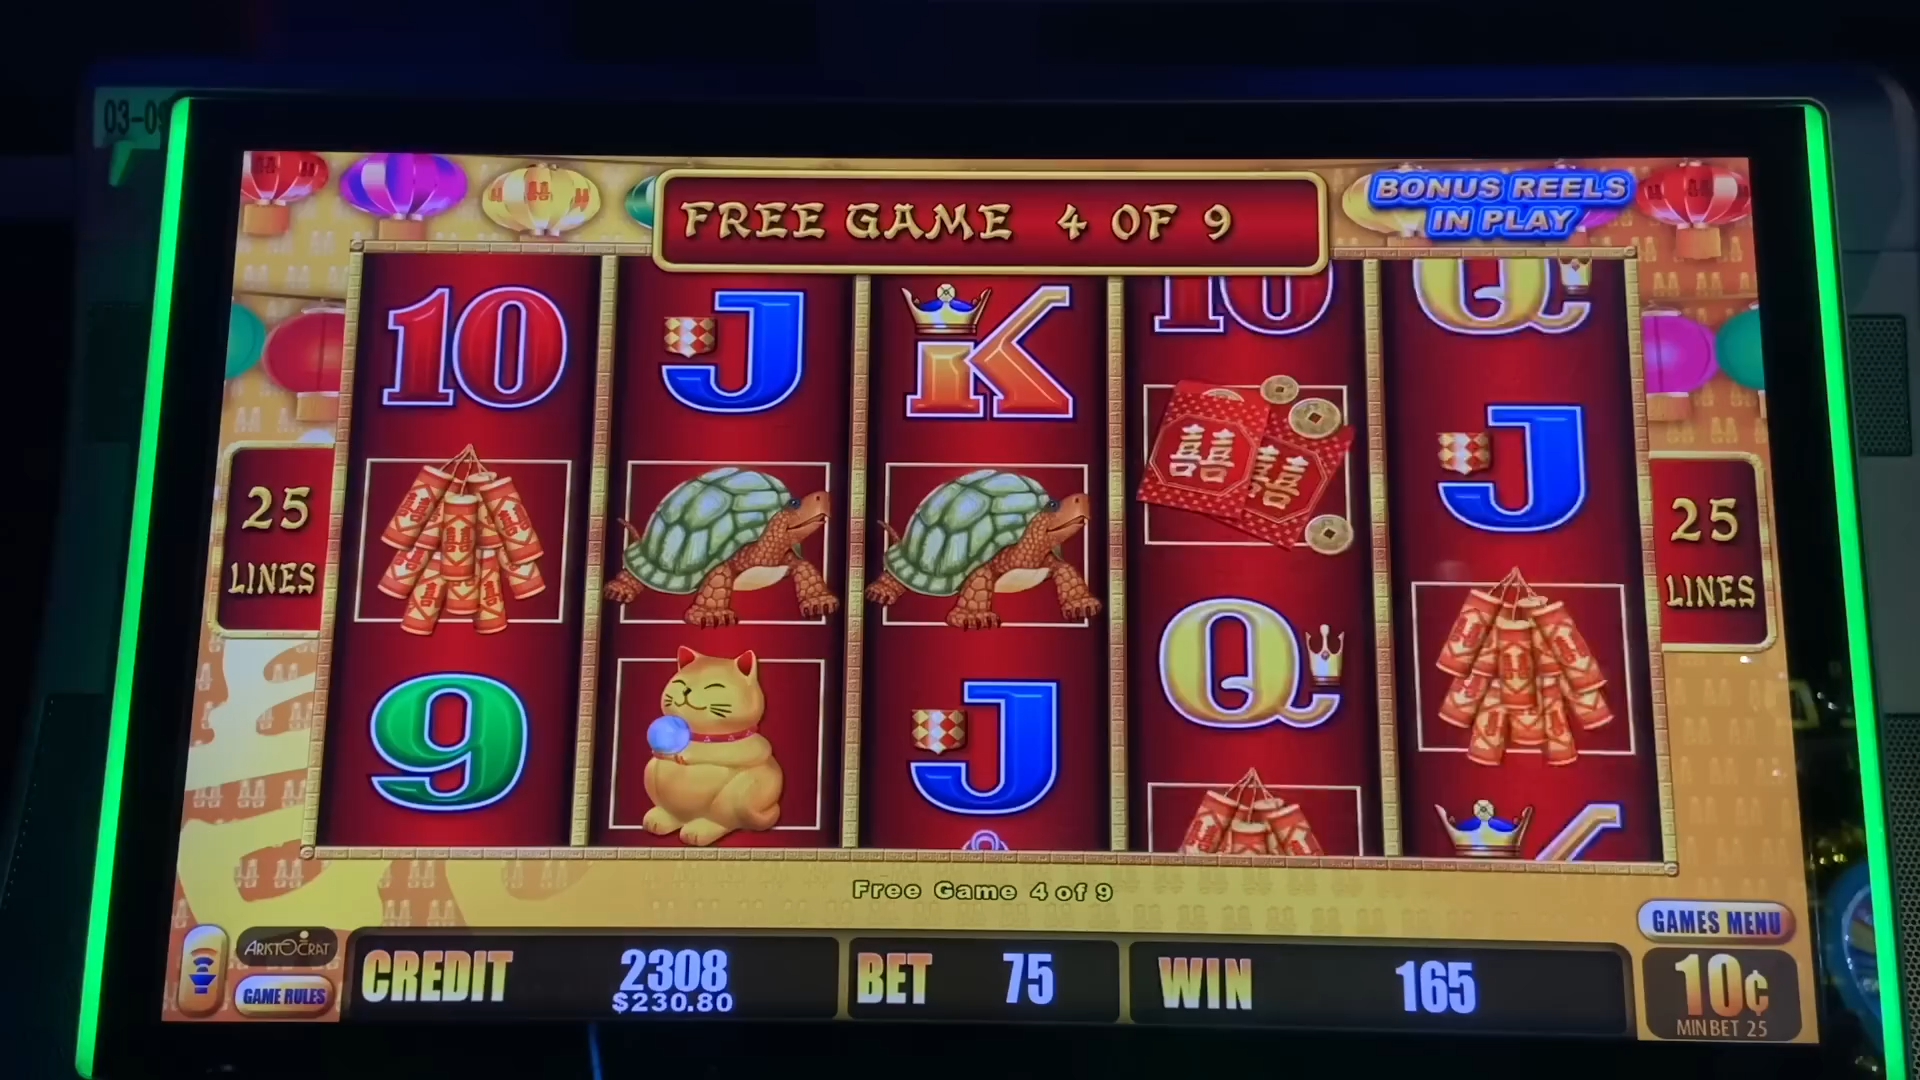 03-09
FREE GAME 4 OF 9
BONUS REELS
IN PLAY
10
J
K
10
Q
J
25
LINES
囍
囍
25
LINES
9
J
Q
K
Free Game 4 of 9
GAMES MENU
ARISTOCRAT
GAME RULES
CREDIT
2308
$230.80
BET
75
WIN
165
10¢
MIN BET 25